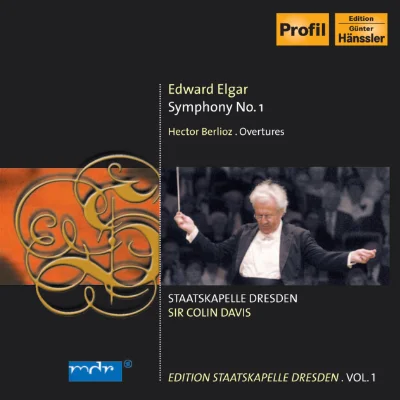 Profil
Edition
Günter
Hänssler
Edward Elgar
Symphony No. 1
Hector Berlioz . Overtures
STAATSKAPELLE DRESDEN
SIR COLIN DAVIS
mdr
EDITION STAATSKAPELLE DRESDEN . VOL. 1